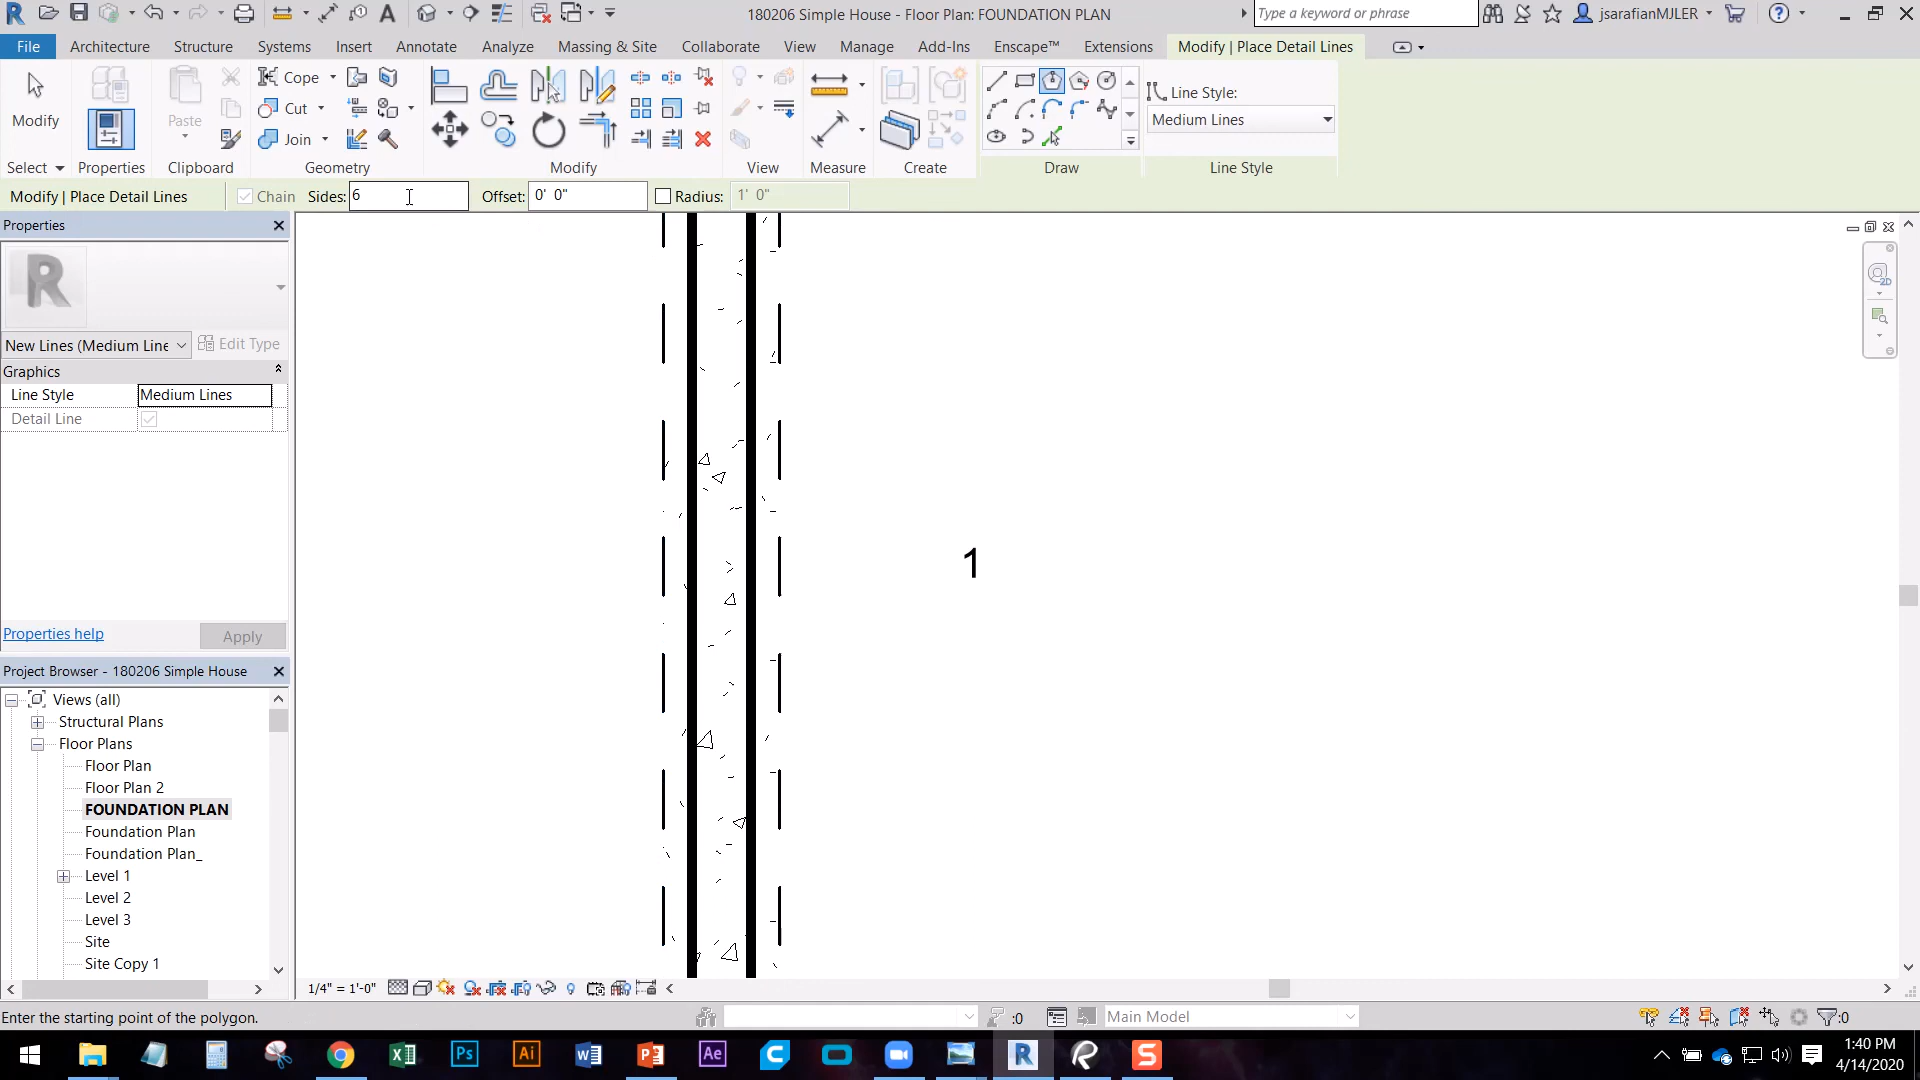 180206 Simple House - Floor Plan: FOUNDATION PLAN
Type a keyword or phrase
jsarafianMJLER
File Architecture Structure Systems Insert Annotate Analyze Massing & Site Collaborate View Manage Add-Ins Enscape™ Extensions Modify | Place Detail Lines
Modify
Paste
Cope
Cut
Join
Line Style:
Medium Lines
Select Properties Clipboard Geometry Modify View Measure Create Draw Line Style
Modify | Place Detail Lines Chain Sides: 6 Offset: 0' 0" Radius: 1' 0"
Properties
New Lines (Medium Line Edit Type
Graphics
Line Style Medium Lines
Detail Line
Properties help Apply
1
Project Browser - 180206 Simple House
Views (all)
Structural Plans
Floor Plans
Floor Plan
Floor Plan 2
FOUNDATION PLAN
Foundation Plan
Foundation Plan_
Level 1
Level 2
Level 3
Site
Site Copy 1
1/4" = 1'-0"
Enter the starting point of the polygon. :0 Main Model :0
1:40 PM
4/14/2020